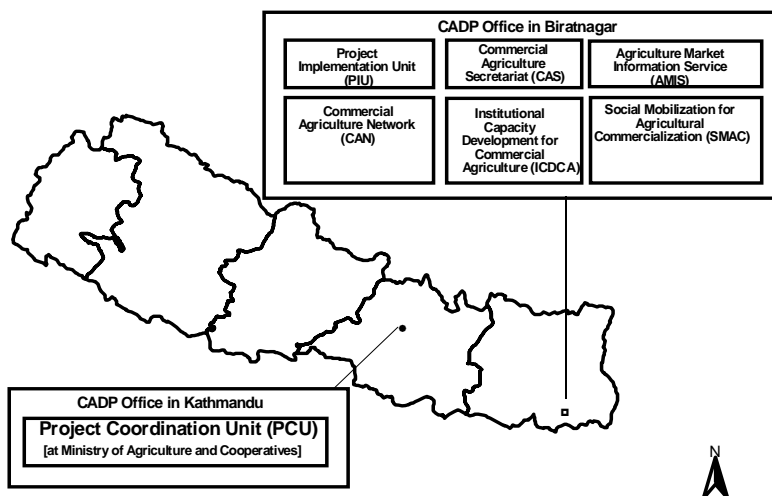 CADP Office in Biratnagar
Project
Implementation Unit
(PIU)
Commercial
Agriculture
Secretariat (CAS)
Agriculture Market
Information Service
(AMIS)
Commercial
Agriculture Network
(CAN)
Institutional
Capacity
Development for
Commercial
Agriculture (ICDCA)
Social Mobilization for
Agricultural
Commercialization (SMAC)
CADP Office in Kathmandu
Project Coordination Unit (PCU)
[at Ministry of Agriculture and Cooperatives]
N